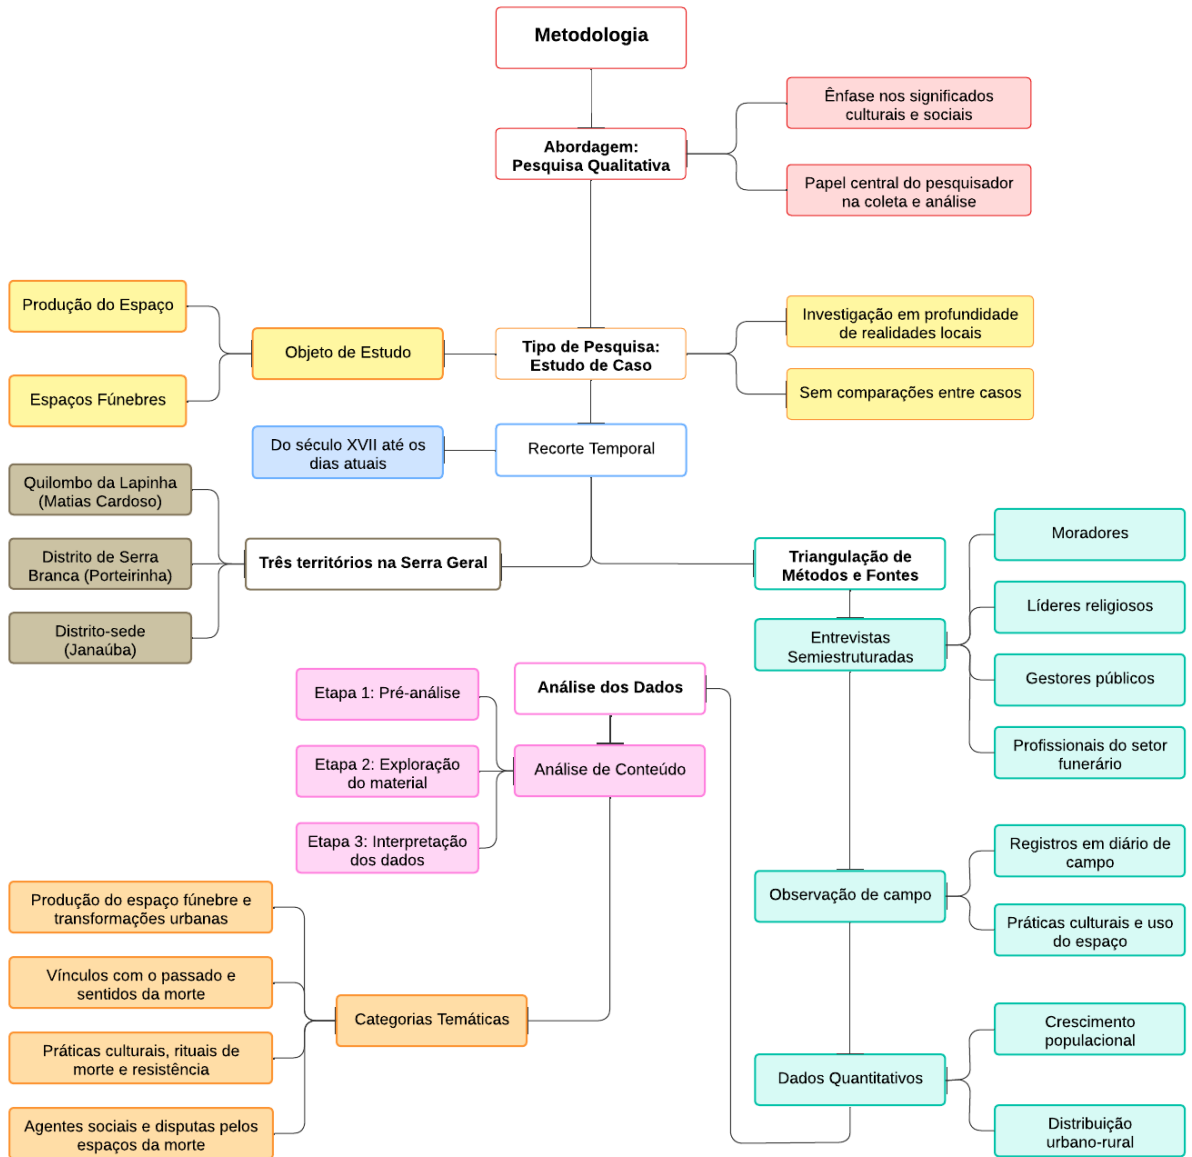 Metodologia
Ênfase nos significados
culturais e sociais
Abordagem:
Pesquisa Qualitativa
Papel central do pesquisador
na coleta e análise
Produção do Espaço
Objeto de Estudo
Espaços Fúnebres
Tipo de Pesquisa:
Estudo de Caso
Investigação em profundidade
de realidades locais
Sem comparações entre casos
Do século XVII até os
dias atuais
Recorte Temporal
Quilombo da Lapinha
(Matias Cardoso)
Distrito de Serra
Branca (Porteirinha)
Distrito-sede
(Janaúba)
Três territórios na Serra Geral
Triangulação de
Métodos e Fontes
Entrevistas
Semiestruturadas
Moradores
Líderes religiosos
Gestores públicos
Profissionais do setor
funerário
Análise dos Dados
Análise de Conteúdo
Etapa 1: Pré-análise
Etapa 2: Exploração
do material
Etapa 3: Interpretação
dos dados
Observação de campo
Registros em diário de
campo
Práticas culturais e uso
do espaço
Produção do espaço fúnebre e
transformações urbanas
Vínculos com o passado e
sentidos da morte
Práticas culturais, rituais de
morte e resistência
Agentes sociais e disputas pelos
espaços da morte
Categorias Temáticas
Dados Quantitativos
Crescimento
populacional
Distribuição
urbano-rural